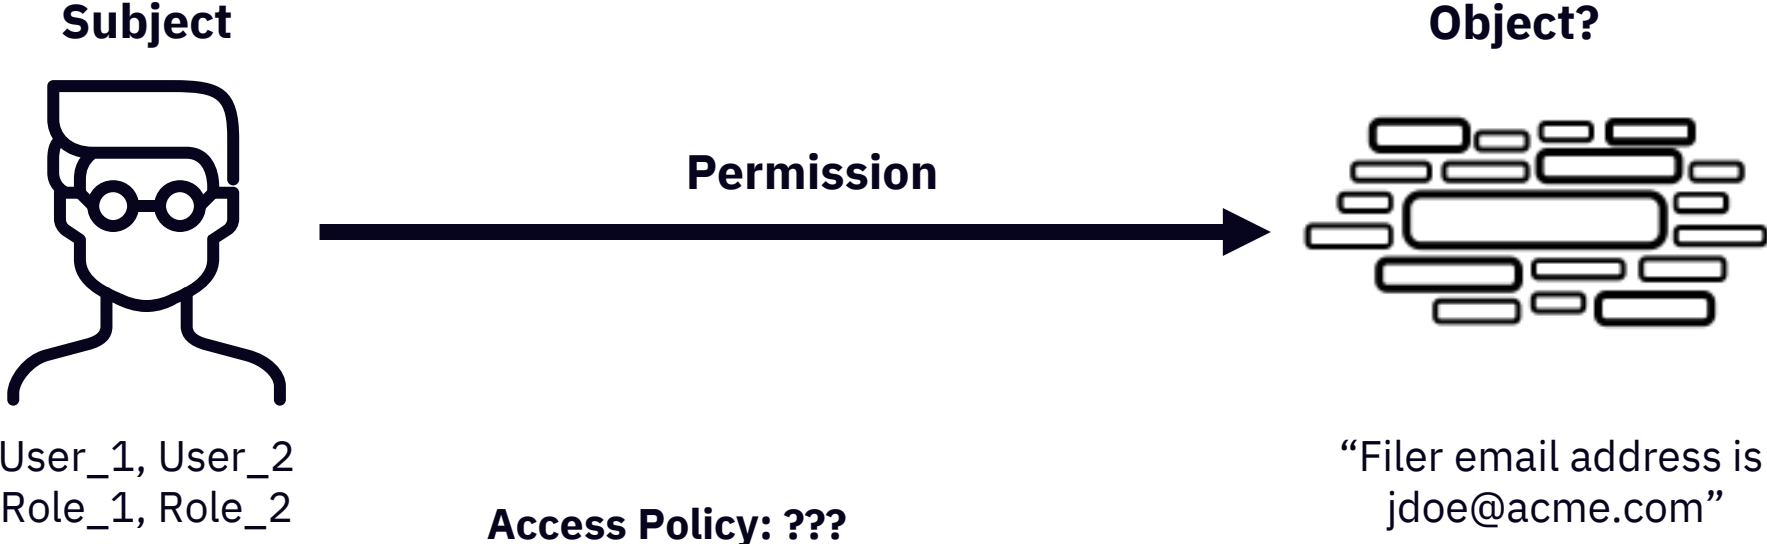 Subject
Object?
Permission
User_1, User_2
Role_1, Role_2
“Filer email address is
jdoe@acme.com”
Access Policy: ???